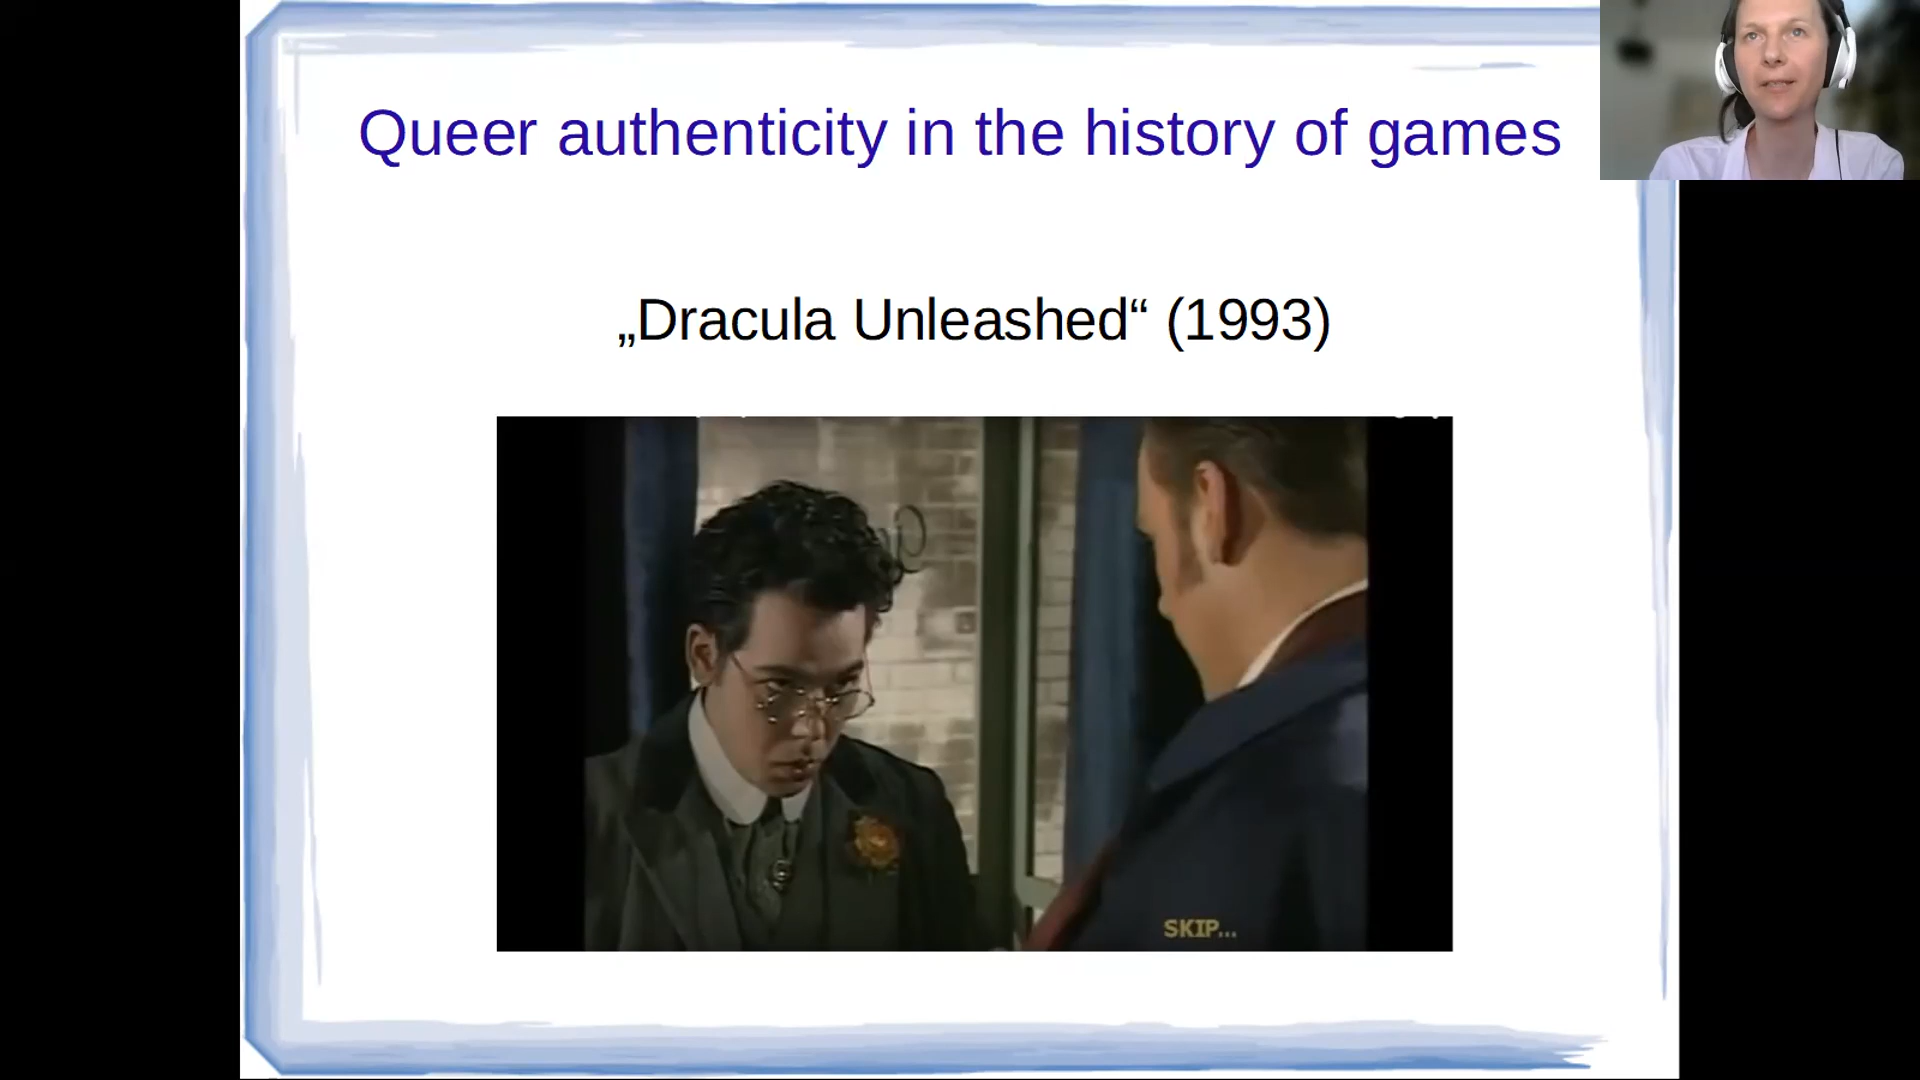 Queer authenticity in the history of games
„Dracula Unleashed“ (1993)
SKIP...